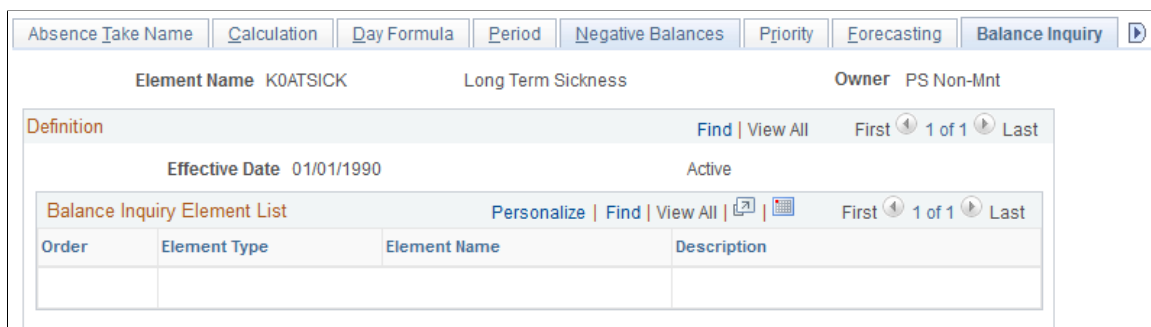 Absence Take Name Calculation Day Formula Period Negative Balances Priority Forecasting Balance Inquiry
Element Name K0ATSICK Long Term Sickness Owner PS Non-Mnt
Definition Find | View All First 1 of 1 Last
Effective Date 01/01/1990 Active
Balance Inquiry Element List Personalize | Find | View All | | First 1 of 1 Last
Order Element Type Element Name Description